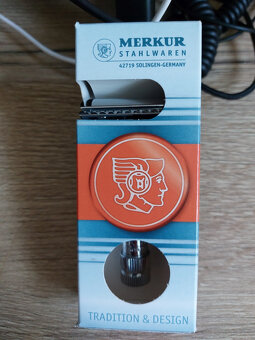 MERKUR
STAHLWAREN
42719 SOLINGEN-GERMANY
TRADITION & DESIGN